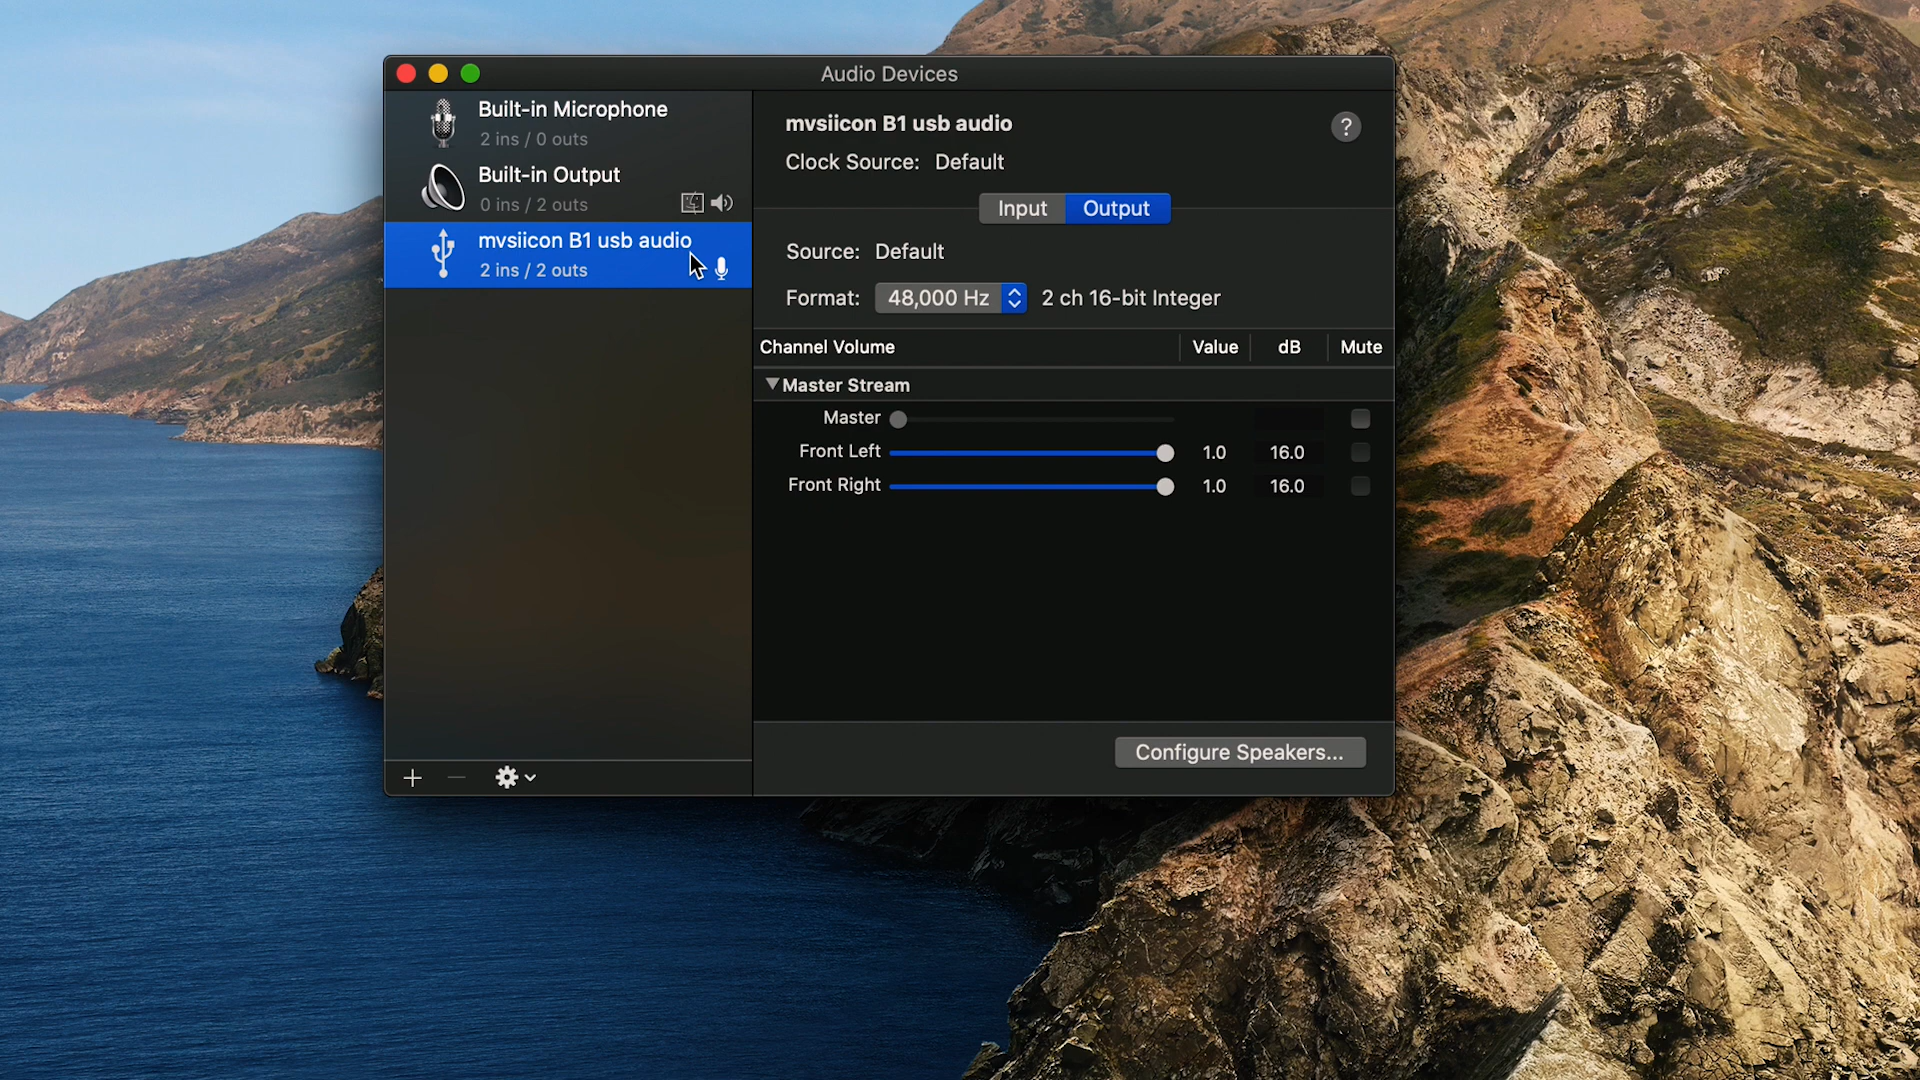 Audio Devices
Built-in Microphone
2 ins / 0 outs
Built-in Output
0 ins / 2 outs
mvsiicon B1 usb audio
2 ins / 2 outs
mvsiicon B1 usb audio
?
Clock Source: Default
Input Output
Source: Default
Format: 48,000 Hz 2 ch 16-bit Integer
Channel Volume Value dB Mute
Master Stream
Master
Front Left 1.0 16.0
Front Right 1.0 16.0
Configure Speakers...